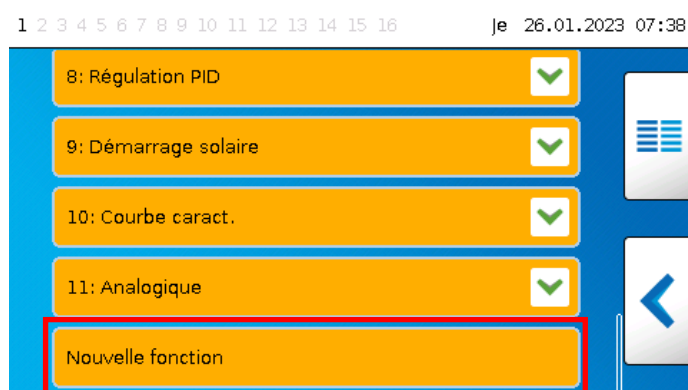 1 2 3 4 5 6 7 8 9 10 11 12 13 14 15 16 Je 26.01.2023 07:38
8: Régulation PID
9: Démarrage solaire
10: Courbe caract.
11: Analogique
Nouvelle fonction